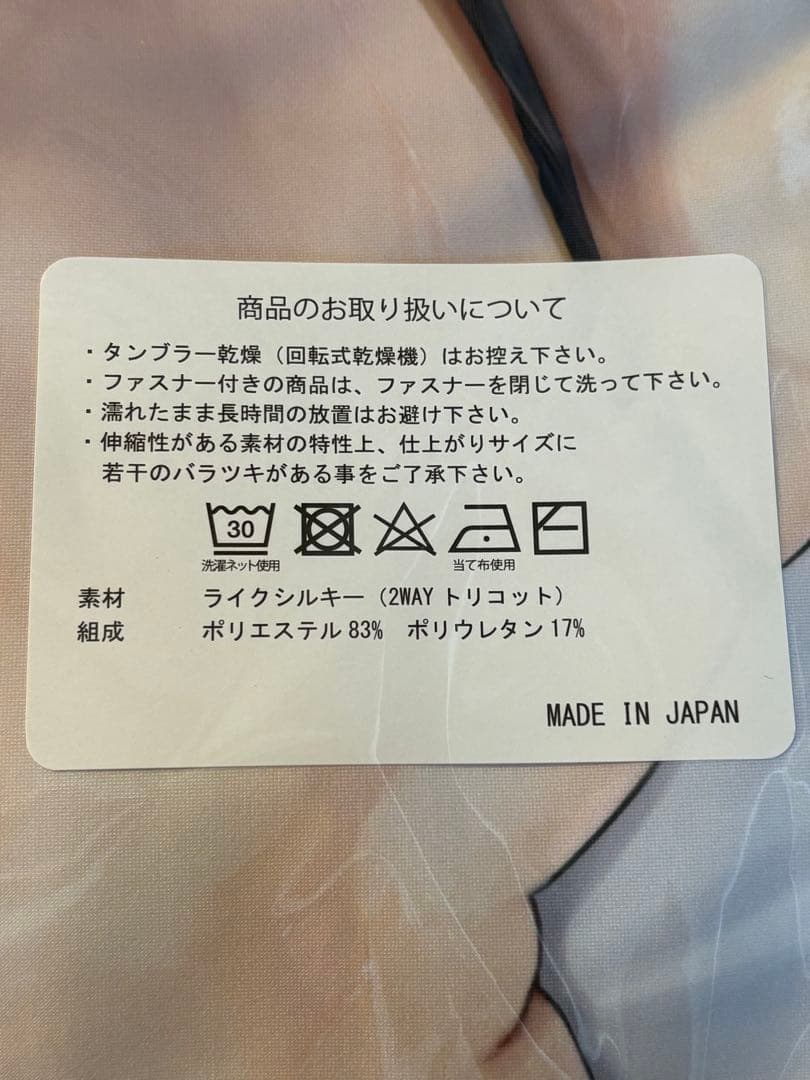 商品のお取り扱いについて
・タンブラー乾燥（回転式乾燥機）はお控え下さい。
・ファスナー付きの商品は、ファスナーを閉じて洗って下さい。
・濡れたまま長時間の放置はお避け下さい。
・伸縮性がある素材の特性上、仕上がりサイズに
若干のバラツキがある事をご了承下さい。
30
洗濯ネット使用 当て布使用
素材 ライクシルキー（2WAYトリコット）
組成 ポリエステル83% ポリウレタン17%
MADE IN JAPAN